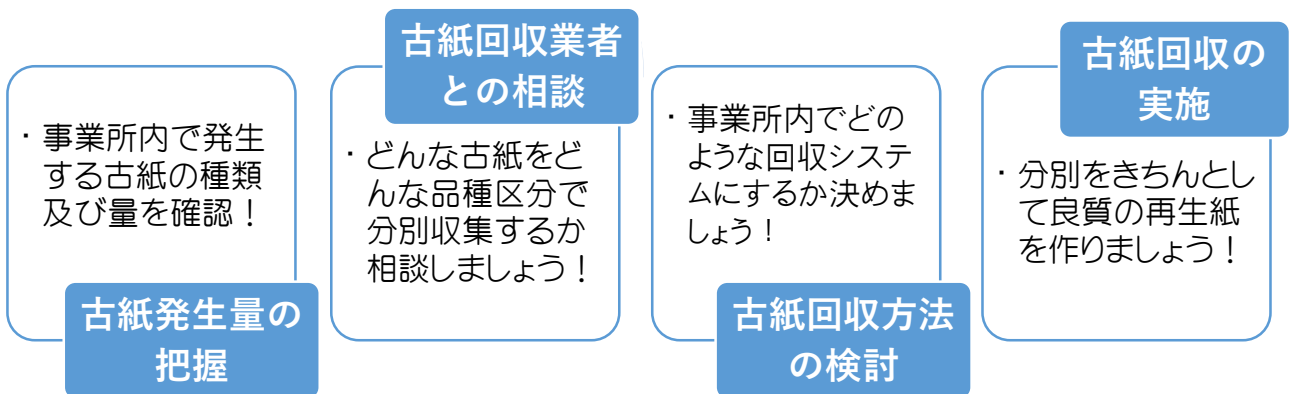 ・事業所内で発生
する古紙の種類
及び量を確認！
古紙発生量の
把握
古紙回収業者
との相談
・どんな古紙をど
んな品種区分で
分別収集するか
相談しましょう！
・事業所内でどの
ような回収システ
ムにするか決めま
しょう！
古紙回収方法
の検討
古紙回収の
実施
・分別をきちんとし
て良質の再生紙
を作りましょう！